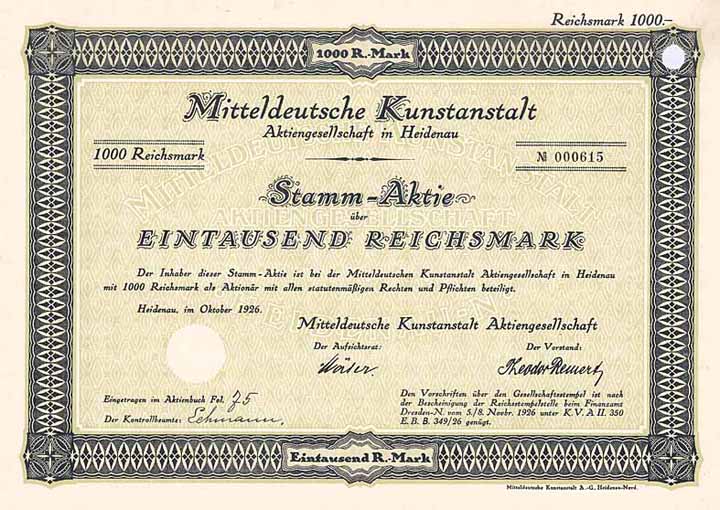 Reichsmark 1000.—
1000 R.-Mark
Mitteldeutsche Kunstanstalt
Aktiengesellschaft in Heidenau
1000 Reichsmark
№ 000615
Stamm-Aktie
über
EINTAUSEND REICHSMARK
Der Inhaber dieser Stamm-Aktie ist bei der Mitteldeutschen Kunstanstalt Aktiengesellschaft in Heidenau
mit 1000 Reichsmark als Aktionär mit allen statutenmäßigen Rechten und Pflichten beteiligt.
Heidenau, im Oktober 1926.
Mitteldeutsche Kunstanstalt Aktiengesellschaft
Der Aufsichtsrat:
Der Vorstand:
Theodor Remert
Eingetragen im Aktienbuch Fol. 75
Der Kontrollbeamte: Lehmann.
Den Vorschriften über den Gesellschaftsstempel ist nach
der Bescheinigung der Reichsstempelstelle beim Finanzamt
Dresden-N. vom 5./8. Novbr. 1926 unter K. V. A II. 350
E. B. B. 349/26 genügt.
Eintausend R.-Mark
Mitteldeutsche Kunstanstalt A.-G., Heidenau-Nord.